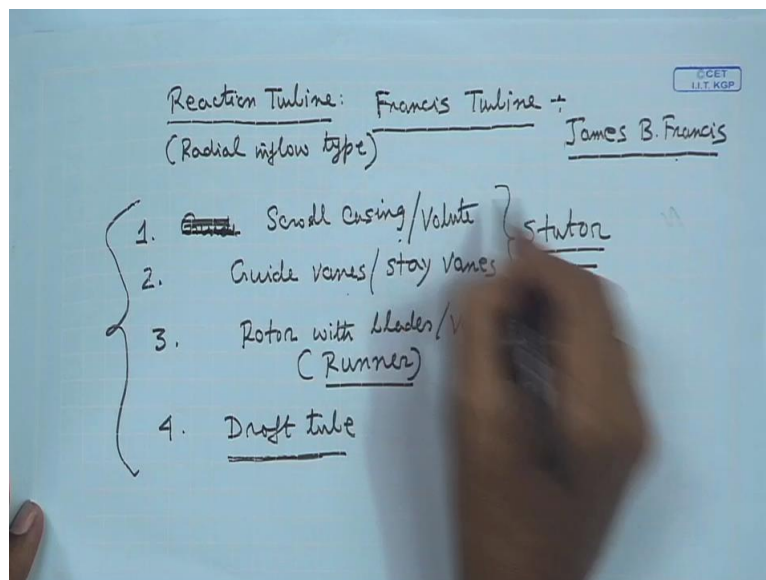 ©CET
I.I.T. KGP
Reaction Turbine: Francis Turbine ÷
(Radial inflow type) James B. Francis
1. Scroll casing/Volute } Stator
2. Guide vanes/stay vanes
3. Rotor with blades/
(Runner)
4. Draft tube